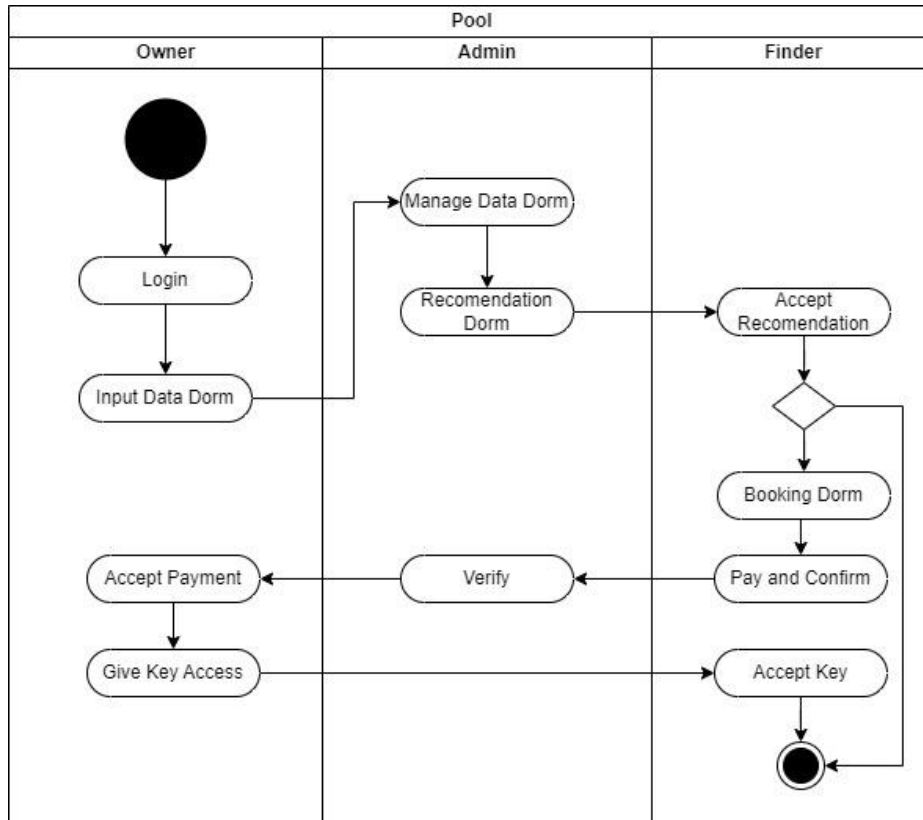 Pool
Owner
Admin
Finder
Login
Input Data Dorm
Manage Data Dorm
Recomendation
Dorm
Accept
Recomendation
Booking Dorm
Pay and Confirm
Verify
Accept Payment
Give Key Access
Accept Key